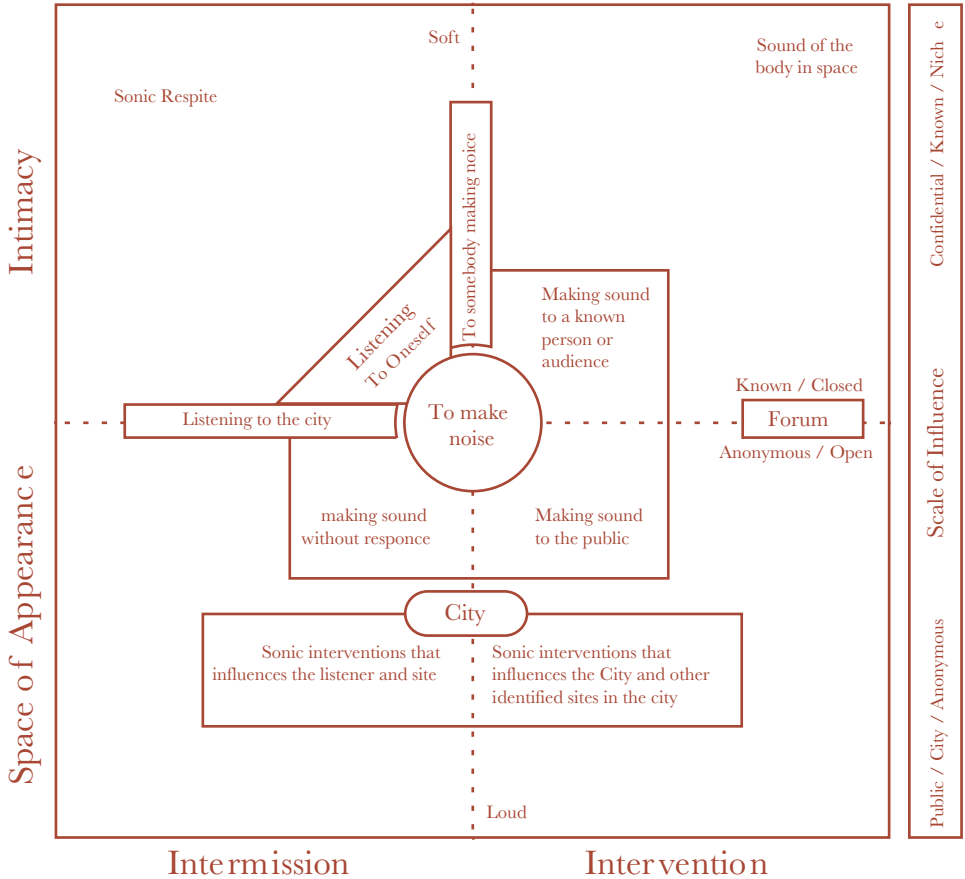 Soft
Sound of the
body in space
Sonic Respite
Intimacy
Confidential / Known / Nich e
To somebody making noice
Listening
To Oneself
Making sound
to a known
person or
audience
Known / Closed
Forum
Anonymous / Open
Listening to the city
To make
noise
Scale of Influence
making sound
without responce
Making sound
to the public
Space of Appearance
City
Sonic interventions that
influences the listener and site
Sonic interventions that
influences the City and other
identified sites in the city
Public / City / Anonymous
Loud
Intermission
Intervention